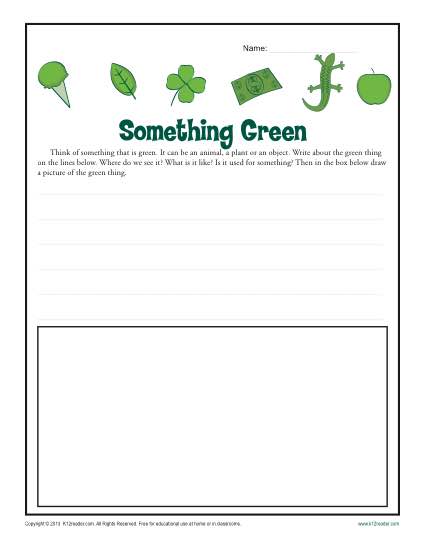 Name:
Something Green
Think of something that is green. It can be an animal, a plant or an object. Write about the green thing
on the lines below. Where do we see it? What is it like? Is it used for something? Then in the box below draw
a picture of the green thing.
Copyright © 2013 K12reader.com. All Rights Reserved. Free for educational use at home or in classrooms.
www.k12reader.com